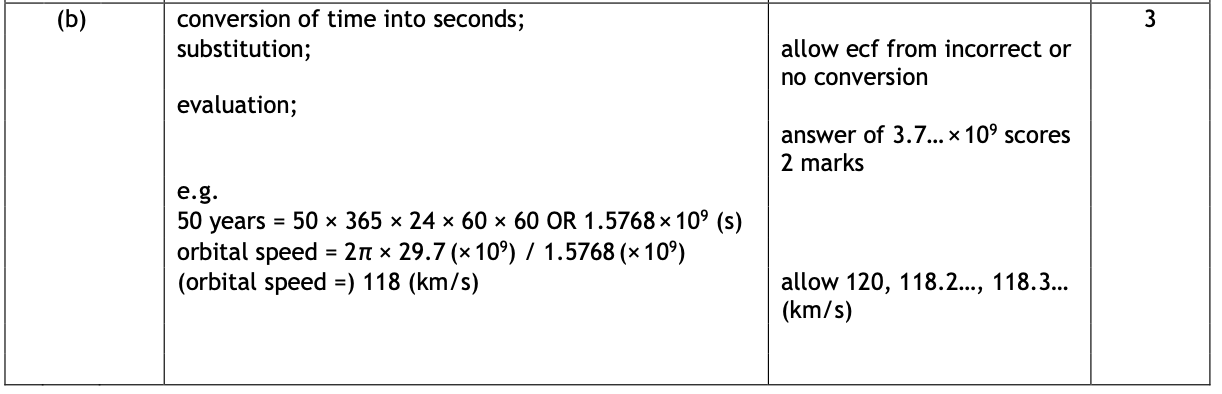 (b)
conversion of time into seconds;
substitution;
evaluation;
e.g.
50 years = 50 × 365 × 24 × 60 × 60 OR 1.5768 × 10⁹ (s)
orbital speed = 2π × 29.7 (× 10⁹) / 1.5768 (× 10⁹)
(orbital speed =) 118 (km/s)
allow ecf from incorrect or
no conversion
answer of 3.7... × 10⁹ scores
2 marks
allow 120, 118.2..., 118.3...
(km/s)
3